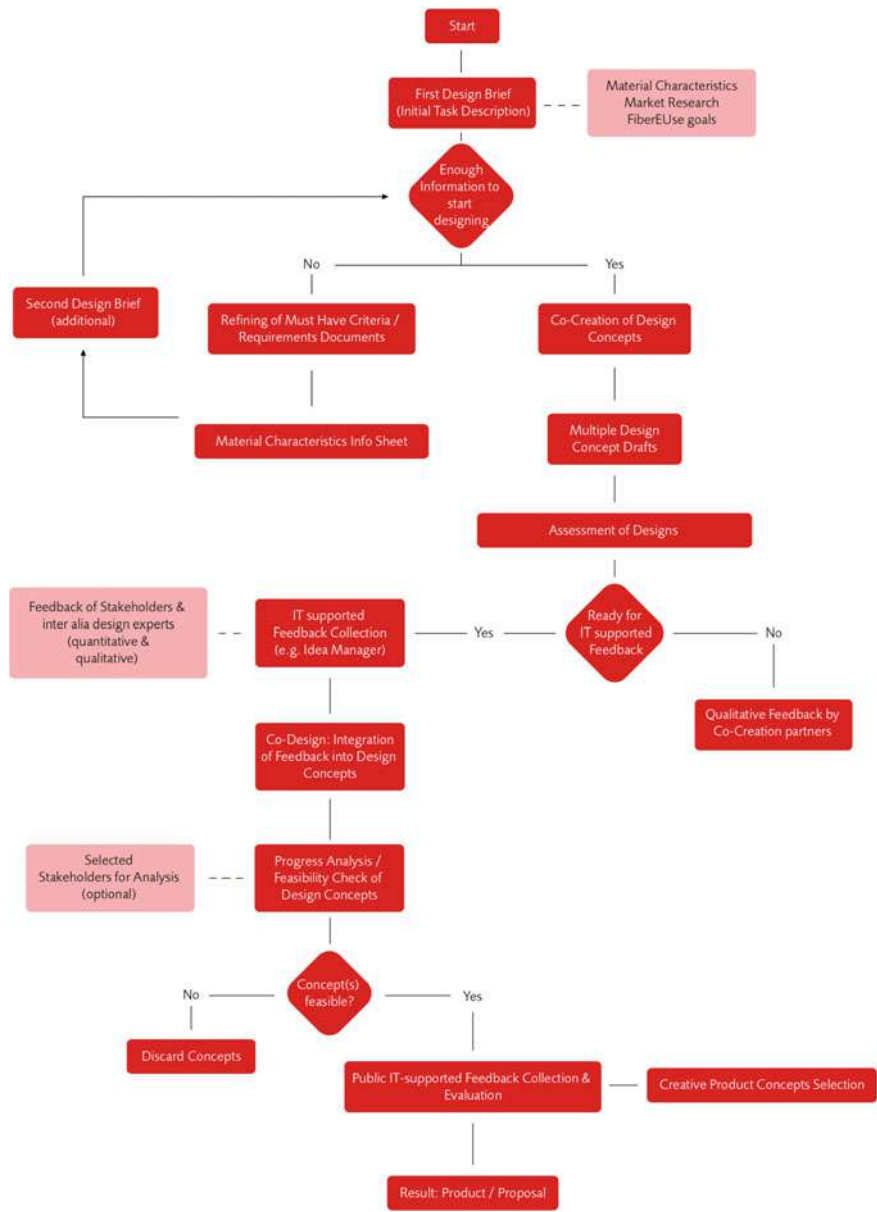 Start
First Design Brief
(Initial Task Description)
Material Characteristics
Market Research
FiberEUse goals
Enough
Information to
start
designing
No
Yes
Second Design Brief
(additional)
Refining of Must Have Criteria /
Requirements Documents
Co-Creation of Design
Concepts
Material Characteristics Info Sheet
Multiple Design
Concept Drafts
Assessment of Designs
Feedback of Stakeholders &
inter alia design experts
(quantitative &
qualitative)
IT supported
Feedback Collection
(e.g. Idea Manager)
Yes
Ready for
IT supported
Feedback
No
Qualitative Feedback by
Co-Creation partners
Co-Design: Integration
of Feedback into Design
Concepts
Selected
Stakeholders for Analysis
(optional)
Progress Analysis /
Feasibility Check of
Design Concepts
No
Concept(s)
feasible?
Yes
Discard Concepts
Public IT-supported Feedback Collection &
Evaluation
Creative Product Concepts Selection
Result: Product / Proposal